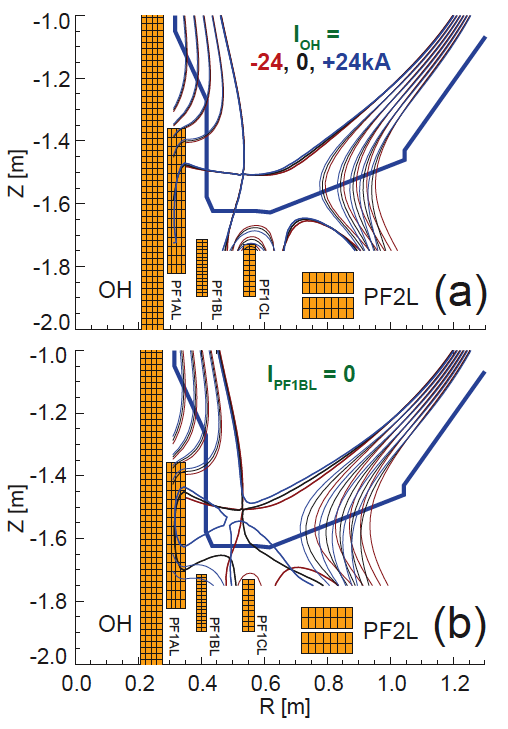 -1.0
I_OH =
-24, 0, +24kA
-1.2
-1.4
Z [m]
-1.6
-1.8
OH
PF1AL
PF1BL
PF1CL
PF2L
(a)
-2.0
-1.0
I_PF1BL = 0
-1.2
-1.4
Z [m]
-1.6
-1.8
OH
PF1AL
PF1BL
PF1CL
PF2L
(b)
-2.0
0.0 0.2 0.4 0.6 0.8 1.0 1.2
R [m]